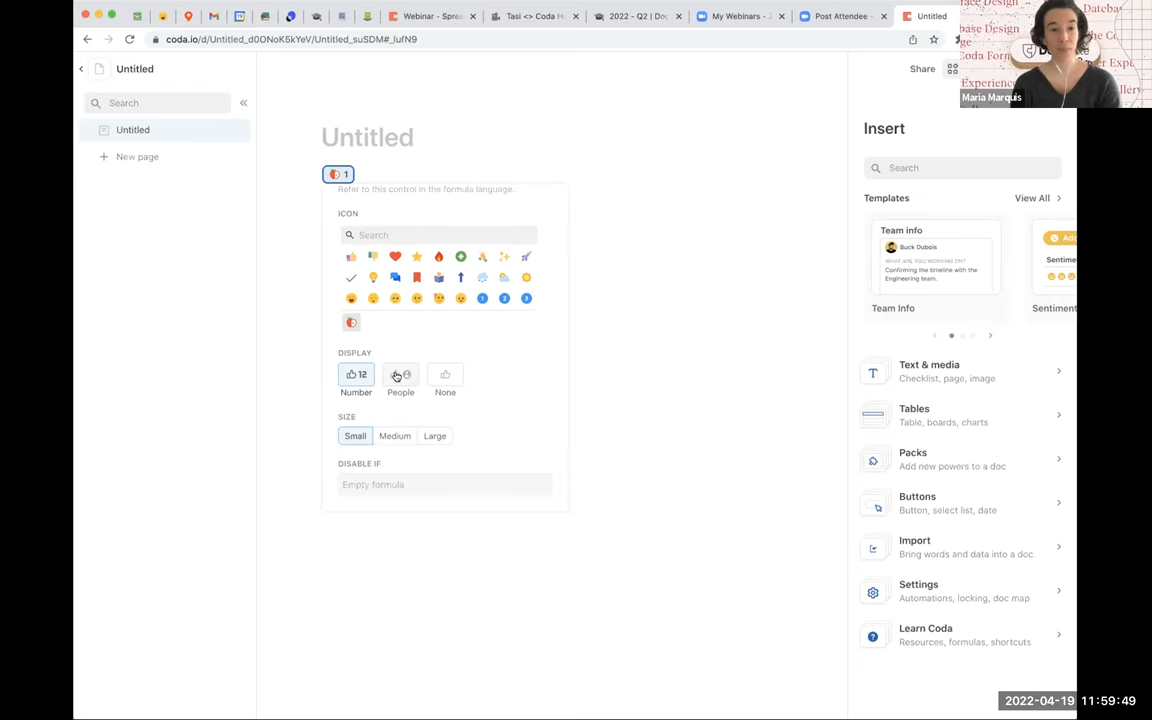 Webinar - Sprea
Tasi <> Coda H
2022 - Q2 | Doc
My Webinars - Z
Post Attendee -
Untitled
coda.io/d/Untitled_d0ONoK5kYeV/Untitled_suSDM#_lufN9
Maria Marquis
Untitled
Share
Search
Untitled
New page
Untitled
1
Refer to this control in the formula language.
ICON
Search
DISPLAY
12
Number
People
None
SIZE
Small
Medium
Large
DISABLE IF
Empty formula
Insert
Search
Templates
View All
Team info
Buck Dubois
WHAT ARE YOU WORKING ON?
Confirming the timeline with the
Engineering team.
Team Info
Add
Sentime
Sentiment
Text & media
Checklist, page, image
Tables
Table, boards, charts
Packs
Add new powers to a doc
Buttons
Button, select list, date
Import
Bring words and data into a doc
Settings
Automations, locking, doc map
Learn Coda
Resources, formulas, shortcuts
2022-04-19 11:59:49